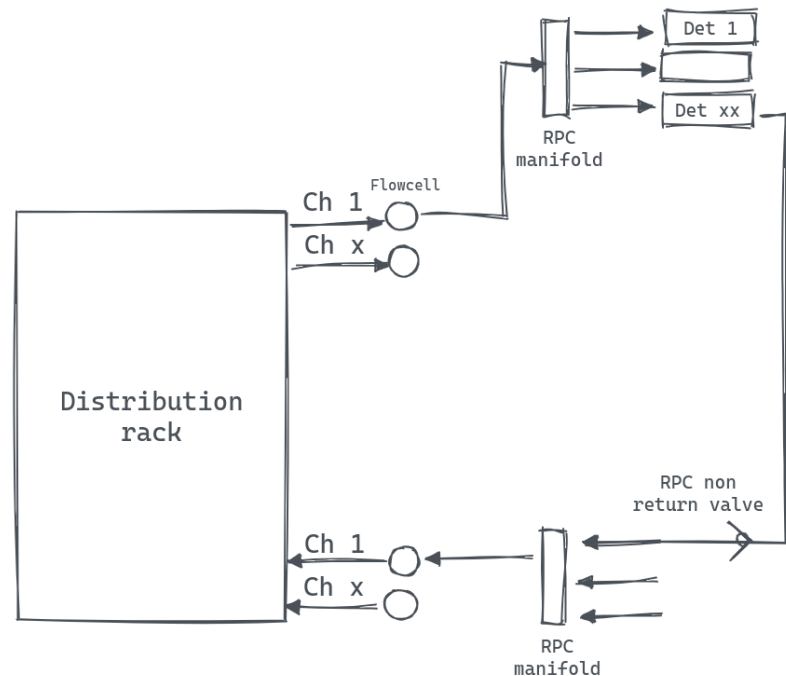 Det 1
Det xx
RPC
manifold
Flowcell
Ch 1
Ch x
Distribution
rack
RPC non
return valve
Ch 1
Ch x
RPC
manifold